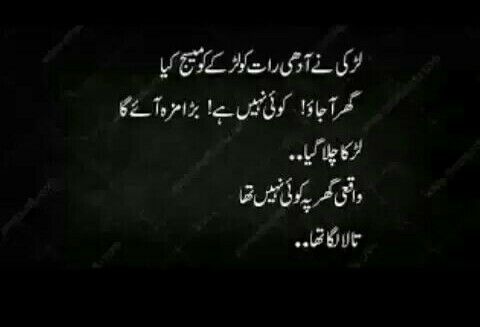 لڑکی نے آدھی رات کو لڑکے کو میسج کیا
گھر آجاؤ! کوئی نہیں ہے! بڑا مزہ آئے گا
لڑکا چلا گیا..
واقعی گھر پہ کوئی نہیں تھا
تالا لگا تھا..